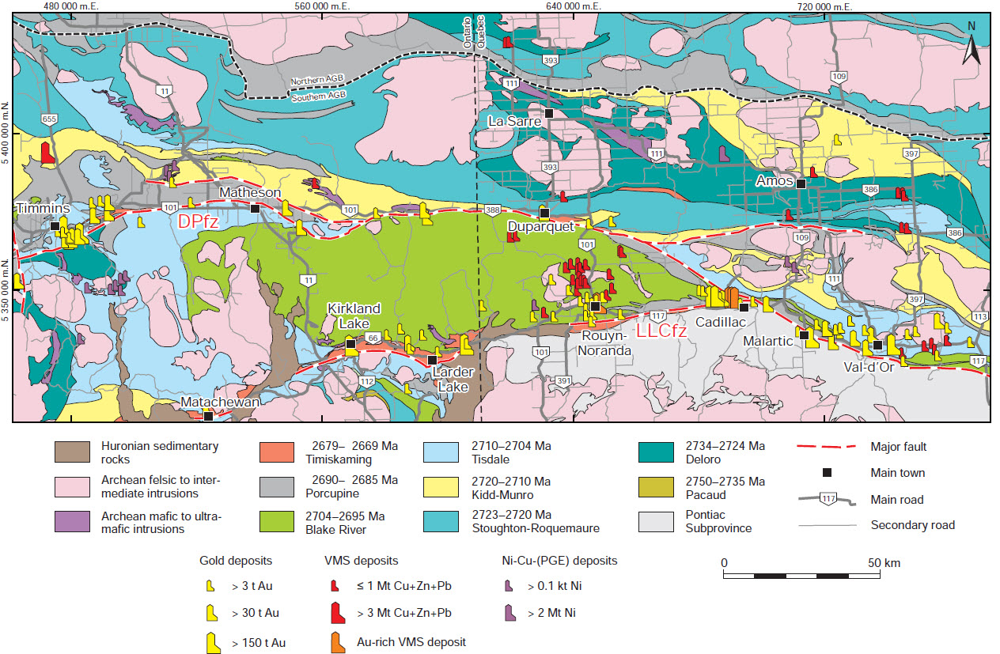 480 000 m.E.
560 000 m.E.
640 000 m.E.
720 000 m.E.
5 400 000 m.N.
5 350 000 m.N.
Ontario
Quebec
N
393
111
109
11
Northern AGB
Southern AGB
655
La Sarre
111
397
393
Amos
386
Matheson
Timmins
101
101
388
DPfz
Duparquet
386
109
101
11
111
397
113
Kirkland
Lake
117
Cadillac
LLCfz
66
Rouyn-
Noranda
Malartic
101
117
Val-d'Or
Larder
Lake
112
391
Matachewan
Huronian sedimentary
rocks
Archean felsic to inter-
mediate intrusions
Archean mafic to ultra-
mafic intrusions
2679– 2669 Ma
Timiskaming
2690– 2685 Ma
Porcupine
2704–2695 Ma
Blake River
2710–2704 Ma
Tisdale
2720–2710 Ma
Kidd-Munro
2723–2720 Ma
Stoughton-Roquemaure
2734–2724 Ma
Deloro
2750–2735 Ma
Pacaud
Pontiac
Subprovince
Major fault
Main town
117
Main road
Secondary road
Gold deposits
> 3 t Au
> 30 t Au
> 150 t Au
VMS deposits
≤ 1 Mt Cu+Zn+Pb
> 3 Mt Cu+Zn+Pb
Au-rich VMS deposit
Ni-Cu-(PGE) deposits
> 0.1 kt Ni
> 2 Mt Ni
0
50 km